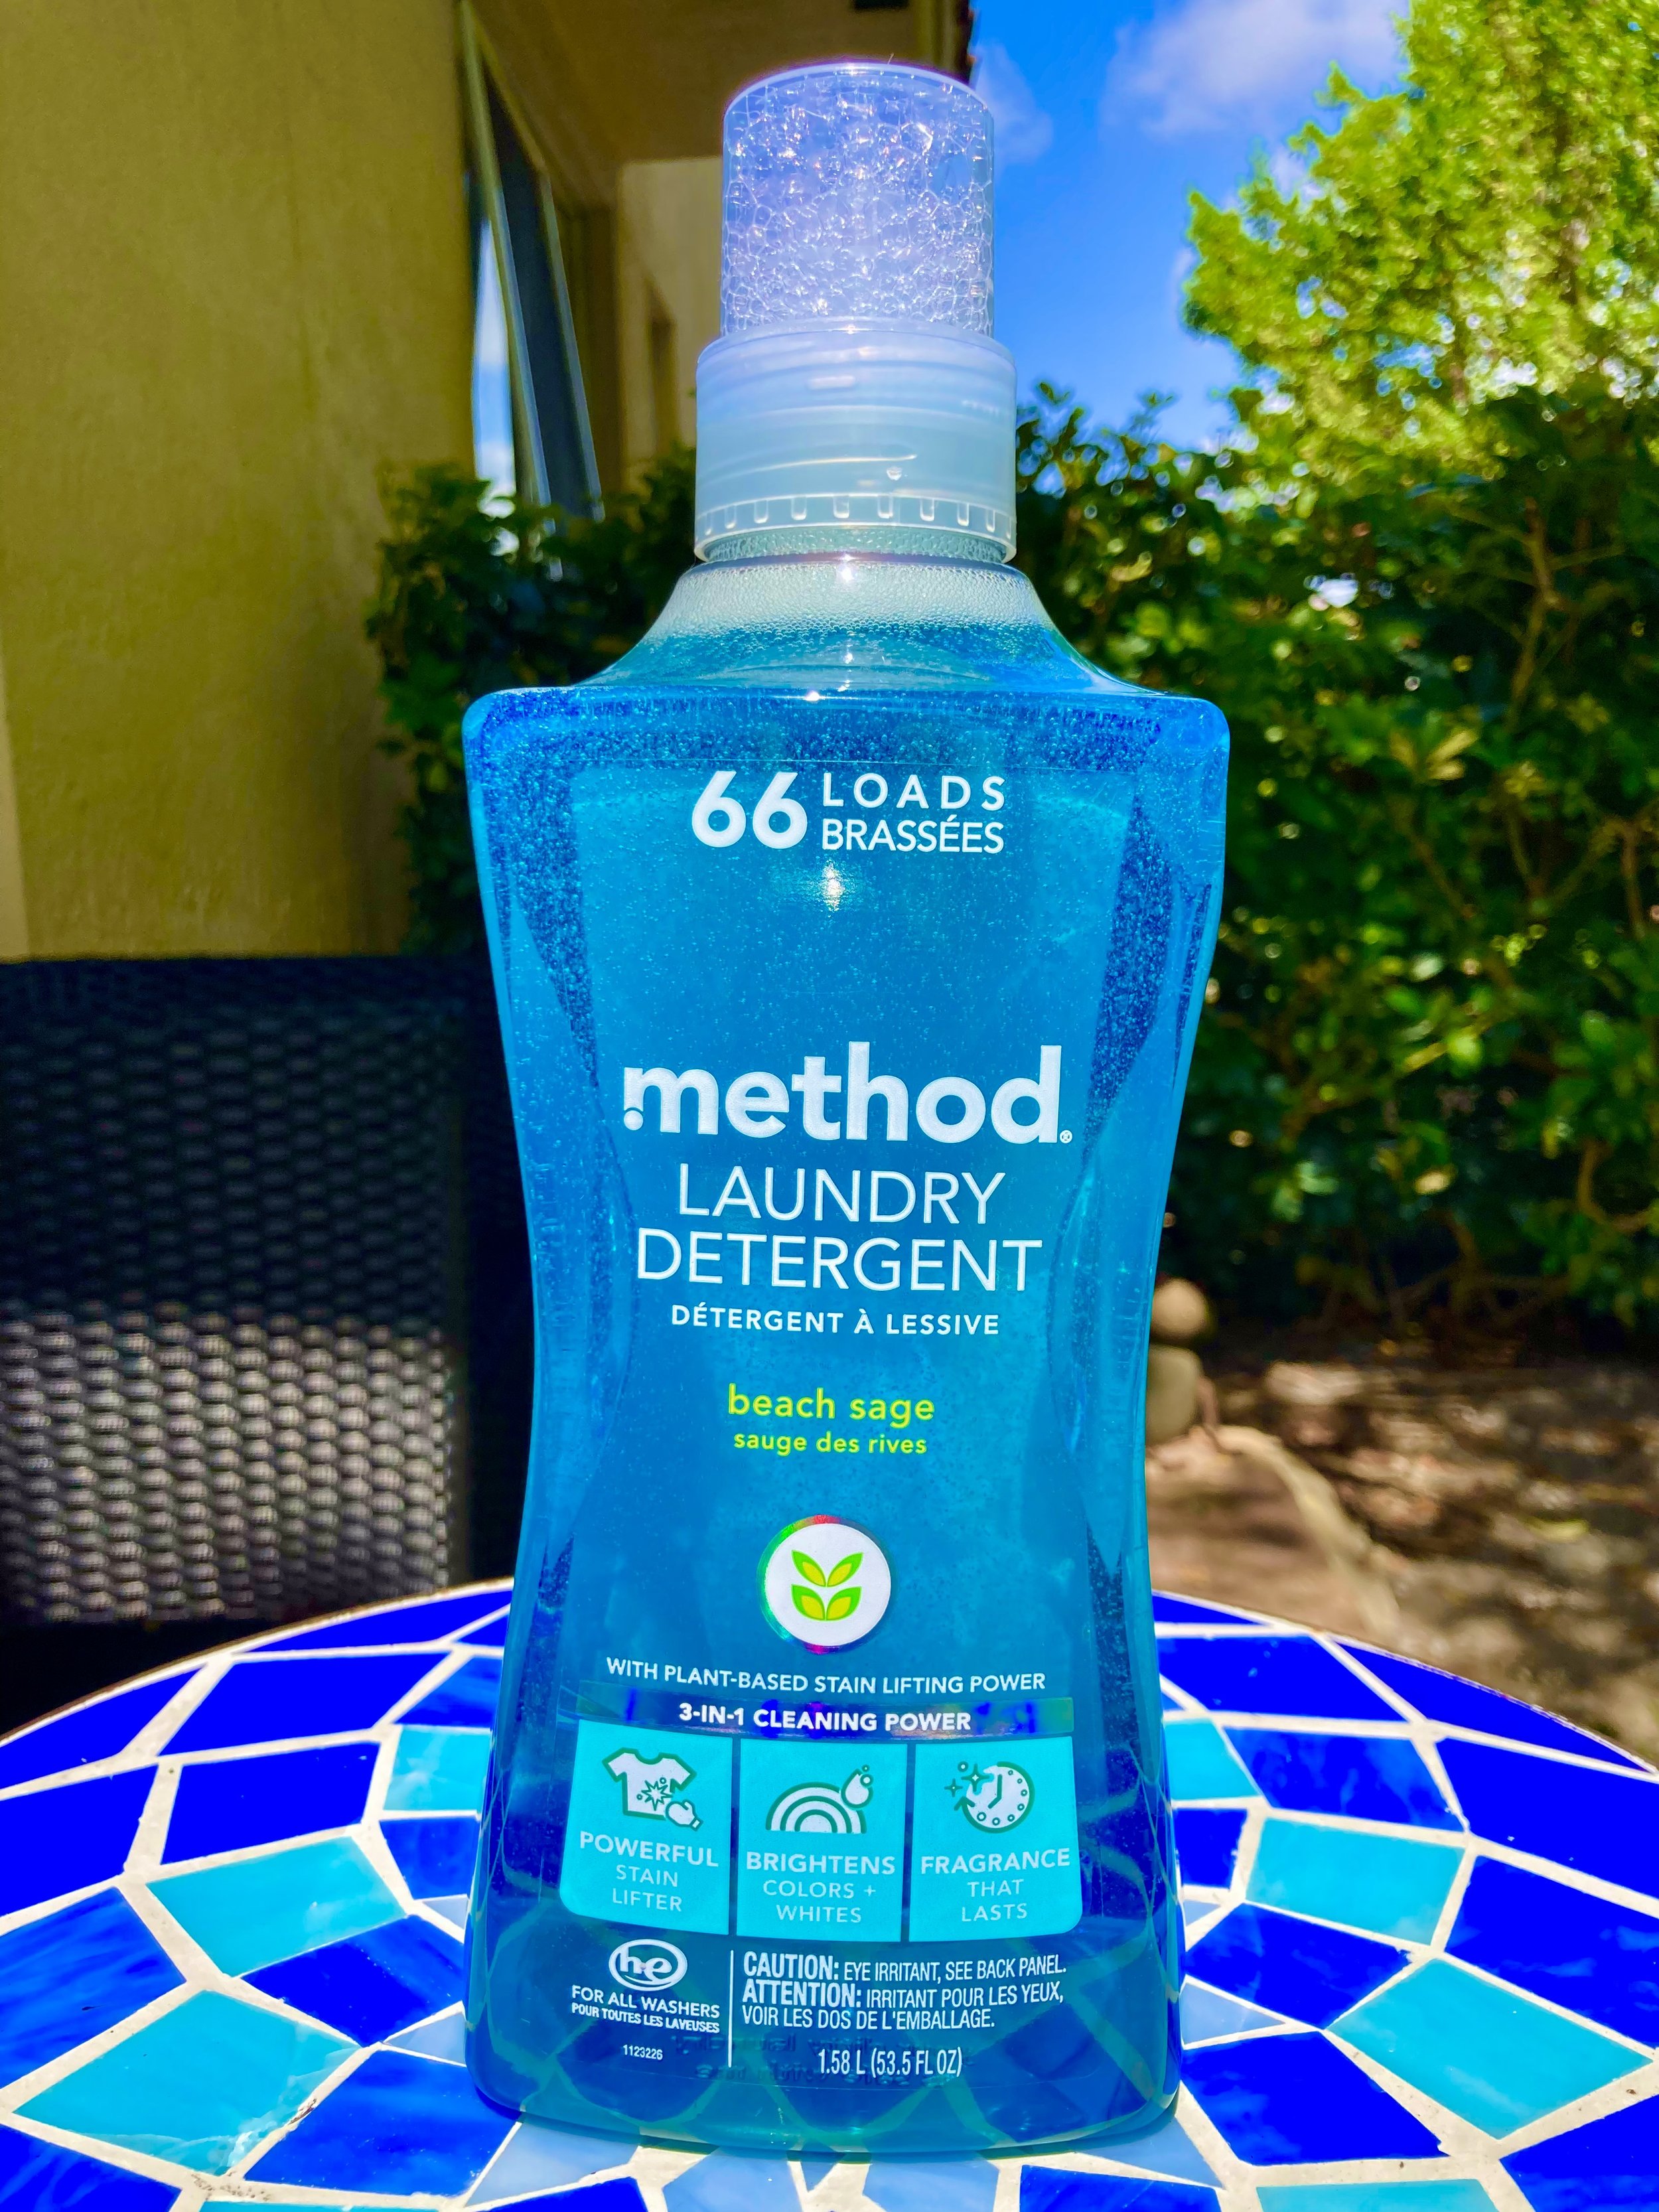 66 LOADS
BRASSÉES
method®
LAUNDRY
DETERGENT
DÉTERGENT À LESSIVE
beach sage
sauge des rives
WITH PLANT-BASED STAIN LIFTING POWER
3-IN-1 CLEANING POWER
POWERFUL
STAIN
LIFTER
BRIGHTENS
COLORS +
WHITES
FRAGRANCE
THAT
LASTS
he
FOR ALL WASHERS
POUR TOUTES LES LAVEUSES
1123226
CAUTION: EYE IRRITANT, SEE BACK PANEL.
ATTENTION: IRRITANT POUR LES YEUX,
VOIR LES DOS DE L'EMBALLAGE.
1.58 L (53.5 FL OZ)